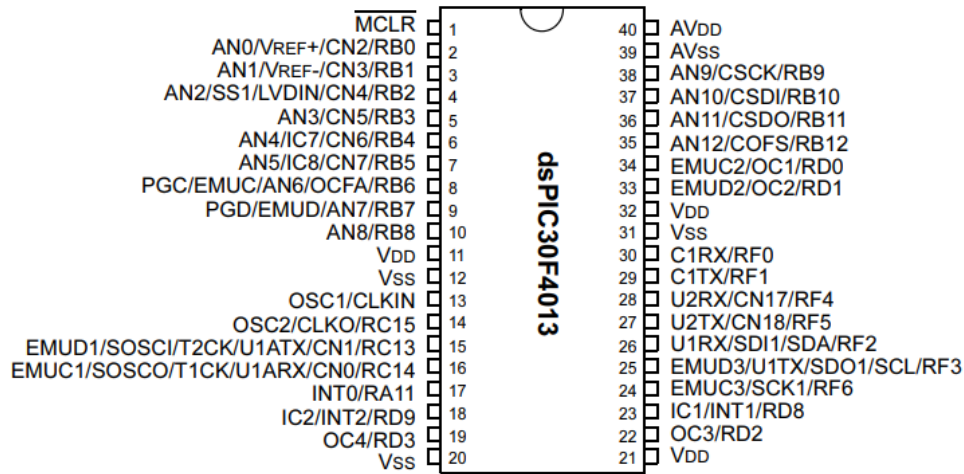 MCLR 1
AN0/VREF+/CN2/RB0 2
AN1/VREF-/CN3/RB1 3
AN2/SS1/LVDIN/CN4/RB2 4
AN3/CN5/RB3 5
AN4/IC7/CN6/RB4 6
AN5/IC8/CN7/RB5 7
PGC/EMUC/AN6/OCFA/RB6 8
PGD/EMUD/AN7/RB7 9
AN8/RB8 10
VDD 11
VSS 12
OSC1/CLKIN 13
OSC2/CLKO/RC15 14
EMUD1/SOSCI/T2CK/U1ATX/CN1/RC13 15
EMUC1/SOSCO/T1CK/U1ARX/CN0/RC14 16
INT0/RA11 17
IC2/INT2/RD9 18
OC4/RD3 19
VSS 20
dsPIC30F4013
40 AVDD
39 AVSS
38 AN9/CSCK/RB9
37 AN10/CSDI/RB10
36 AN11/CSDO/RB11
35 AN12/COFS/RB12
34 EMUC2/OC1/RD0
33 EMUD2/OC2/RD1
32 VDD
31 VSS
30 C1RX/RF0
29 C1TX/RF1
28 U2RX/CN17/RF4
27 U2TX/CN18/RF5
26 U1RX/SDI1/SDA/RF2
25 EMUD3/U1TX/SDO1/SCL/RF3
24 EMUC3/SCK1/RF6
23 IC1/INT1/RD8
22 OC3/RD2
21 VDD